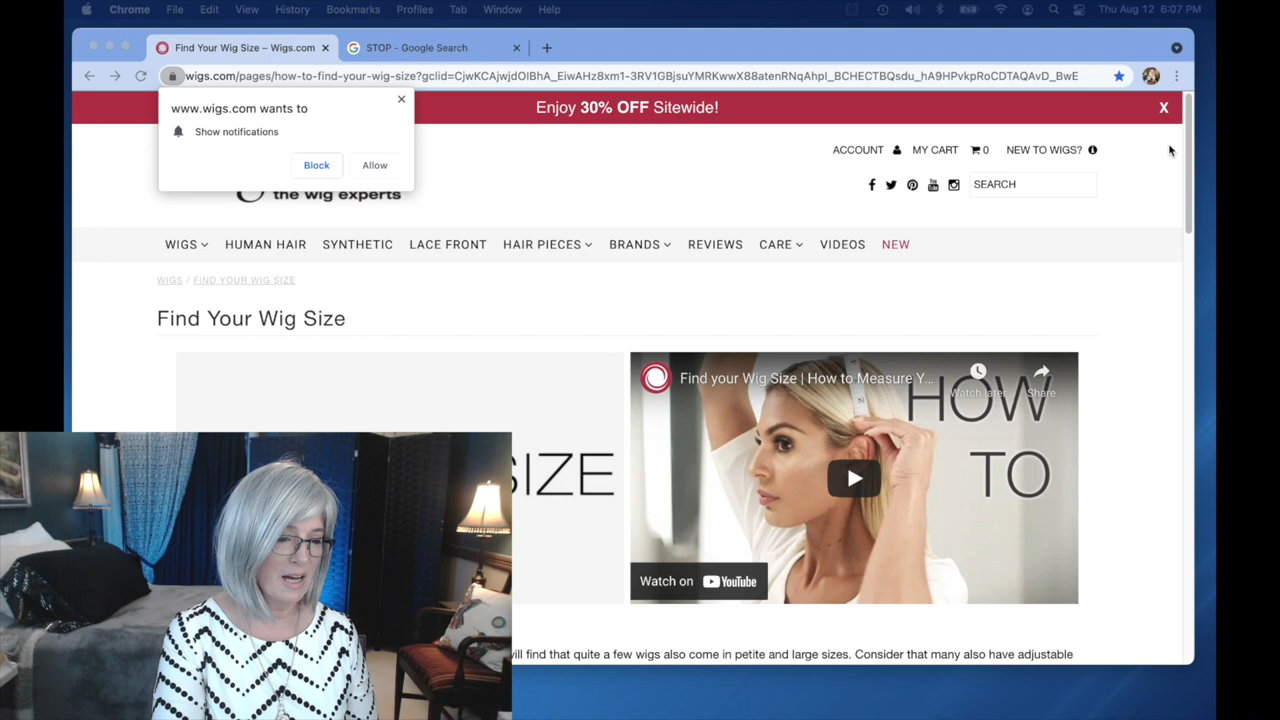 Chrome File Edit View History Bookmarks Profiles Tab Window Help Thu Aug 12 6:07 PM
Find Your Wig Size – Wigs.com STOP - Google Search
wigs.com/pages/how-to-find-your-wig-size?gclid=CjwKCAjwjdOIBhA_EiwAHz8xm1-3RV1GBjsuYMRKwwX88atenRNqAhpI_BCHECTBQsdu_hA9HPvkpRoCDTAQAvD_BwE
www.wigs.com wants to
Show notifications
Block Allow
Enjoy 30% OFF Sitewide! X
ACCOUNT MY CART 0 NEW TO WIGS?
the wig experts
SEARCH
WIGS HUMAN HAIR SYNTHETIC LACE FRONT HAIR PIECES BRANDS REVIEWS CARE VIDEOS NEW
WIGS / FIND YOUR WIG SIZE
Find Your Wig Size
Find your Wig Size | How to Measure Y...
Watch later Share
HOW
TO
SIZE
Watch on YouTube
will find that quite a few wigs also come in petite and large sizes. Consider that many also have adjustable